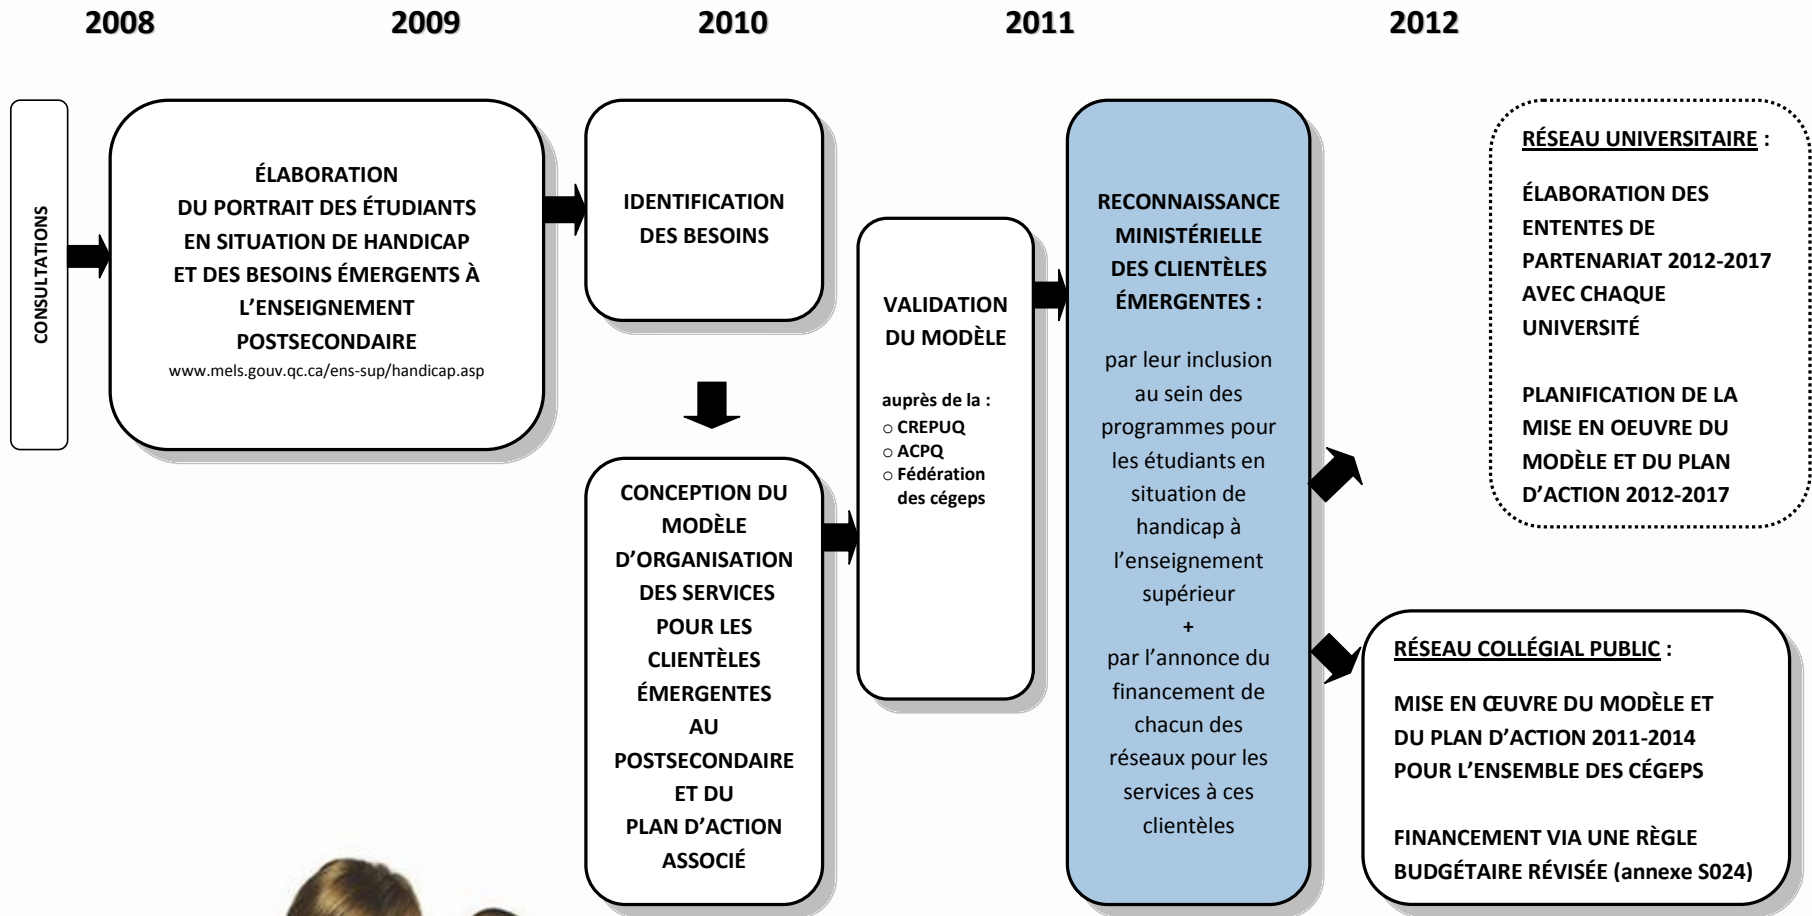 2008 2009 2010 2011 2012
CONSULTATIONS
ÉLABORATION
DU PORTRAIT DES ÉTUDIANTS
EN SITUATION DE HANDICAP
ET DES BESOINS ÉMERGENTS À
L’ENSEIGNEMENT
POSTSECONDAIRE
www.mels.gouv.qc.ca/ens-sup/handicap.asp
IDENTIFICATION
DES BESOINS
CONCEPTION DU
MODÈLE
D’ORGANISATION
DES SERVICES
POUR LES
CLIENTÈLES
ÉMERGENTES
AU
POSTSECONDAIRE
ET DU
PLAN D’ACTION
ASSOCIÉ
VALIDATION
DU MODÈLE
auprès de la :
○ CREPUQ
○ ACPQ
○ Fédération
des cégeps
RECONNAISSANCE
MINISTÉRIELLE
DES CLIENTÈLES
ÉMERGENTES :
par leur inclusion
au sein des
programmes pour
les étudiants en
situation de
handicap à
l’enseignement
supérieur
+
par l’annonce du
financement de
chacun des
réseaux pour les
services à ces
clientèles
RÉSEAU UNIVERSITAIRE :
ÉLABORATION DES
ENTENTES DE
PARTENARIAT 2012-2017
AVEC CHAQUE
UNIVERSITÉ
PLANIFICATION DE LA
MISE EN OEUVRE DU
MODÈLE ET DU PLAN
D’ACTION 2012-2017
RÉSEAU COLLÉGIAL PUBLIC :
MISE EN ŒUVRE DU MODÈLE ET
DU PLAN D’ACTION 2011-2014
POUR L’ENSEMBLE DES CÉGEPS
FINANCEMENT VIA UNE RÈGLE
BUDGÉTAIRE RÉVISÉE (annexe S024)